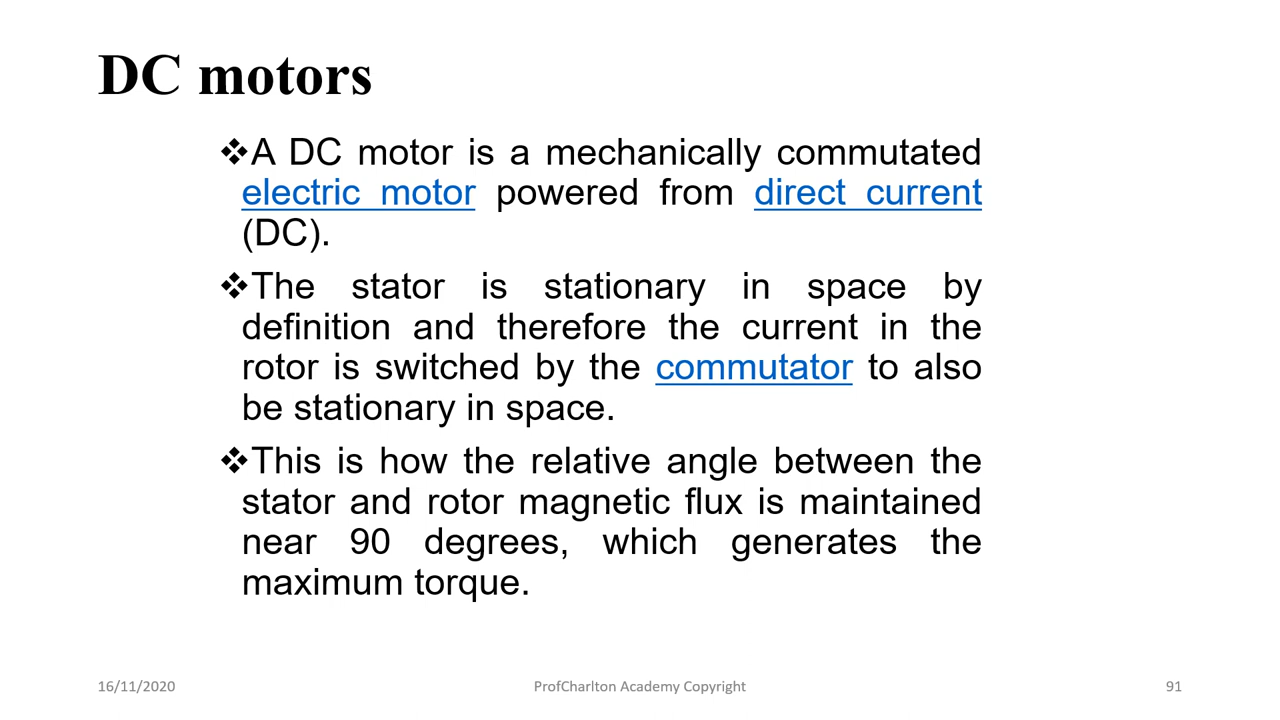 DC motors
❖A DC motor is a mechanically commutated
electric motor powered from direct current
(DC).
❖The stator is stationary in space by
definition and therefore the current in the
rotor is switched by the commutator to also
be stationary in space.
❖This is how the relative angle between the
stator and rotor magnetic flux is maintained
near 90 degrees, which generates the
maximum torque.
16/11/2020
ProfCharlton Academy Copyright
91